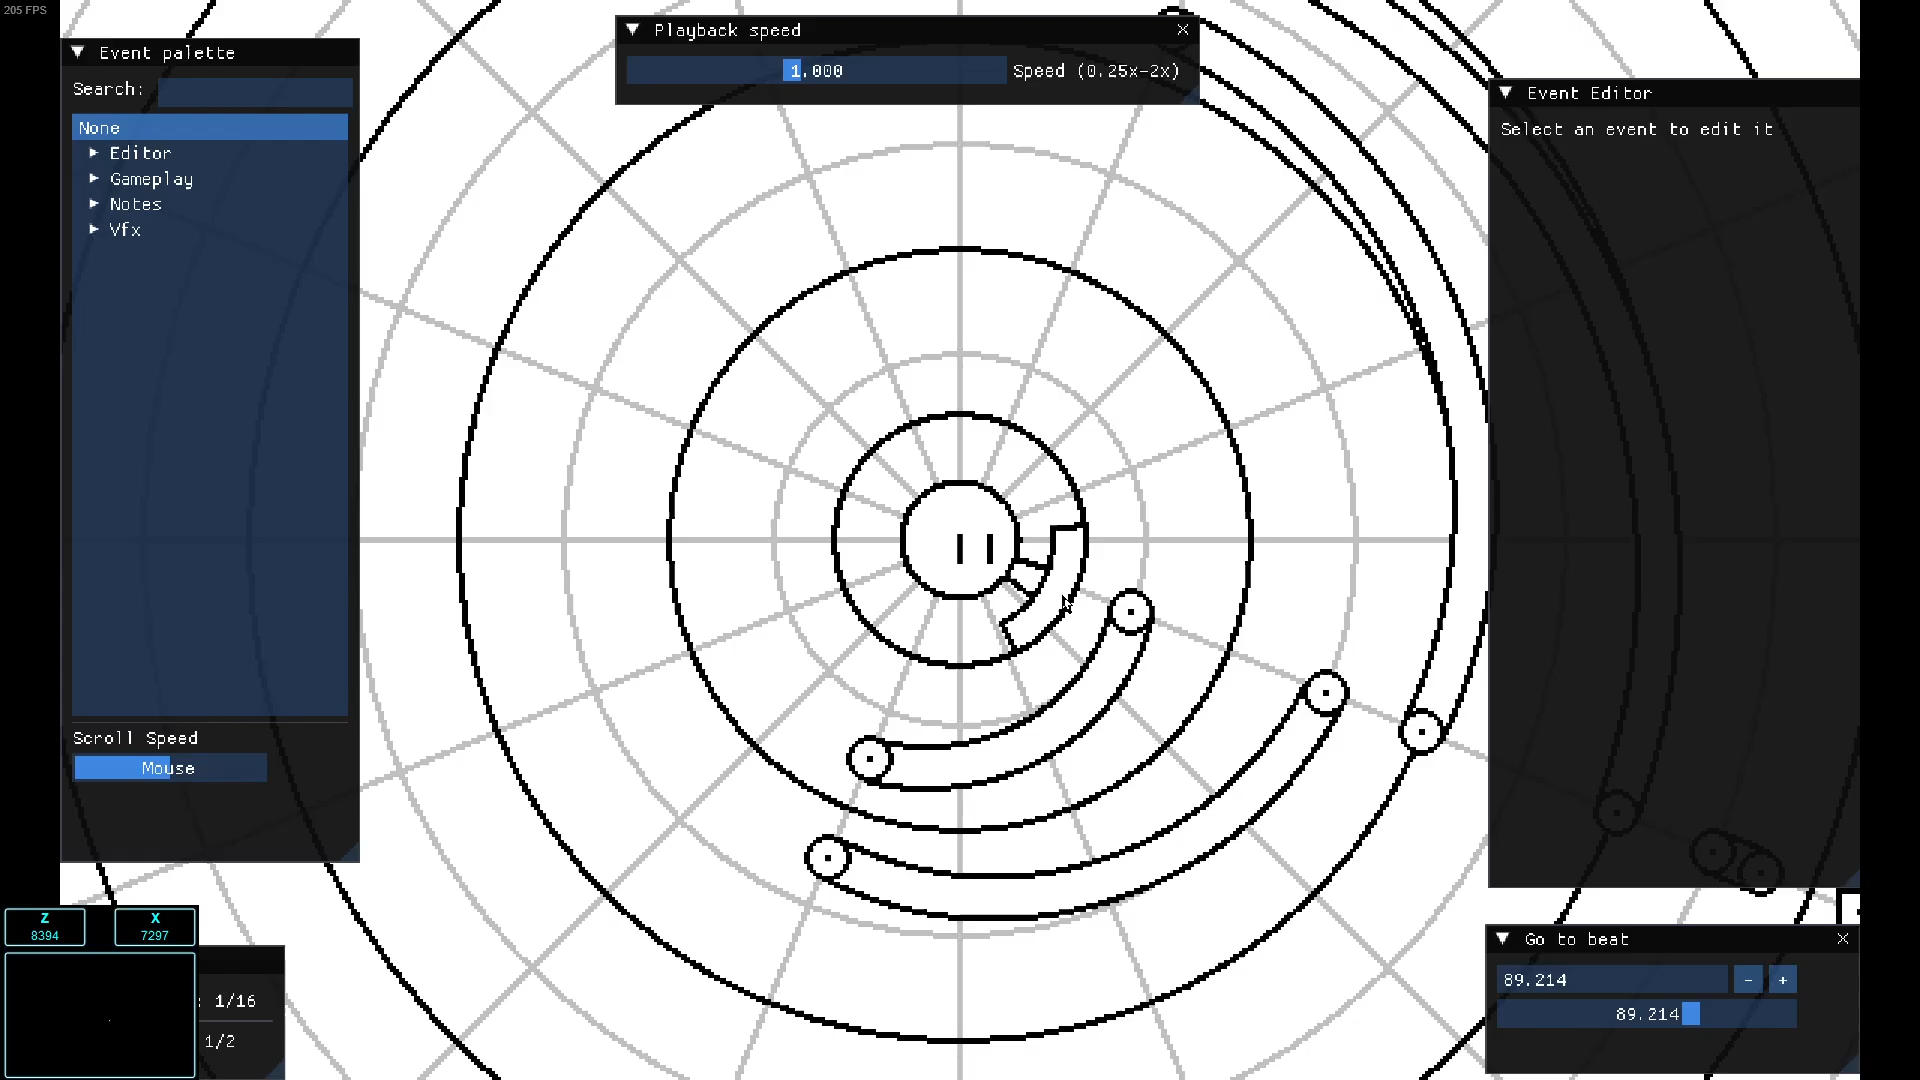 205 FPS
Playback speed
1.000 Speed (0.25x-2x)
Event palette
Search:
None
Editor
Gameplay
Notes
Vfx
Scroll Speed
Mouse
Event Editor
Select an event to edit it
Z
8394
X
7297
: 1/16
1/2
Go to beat
89.214 - +
89.214